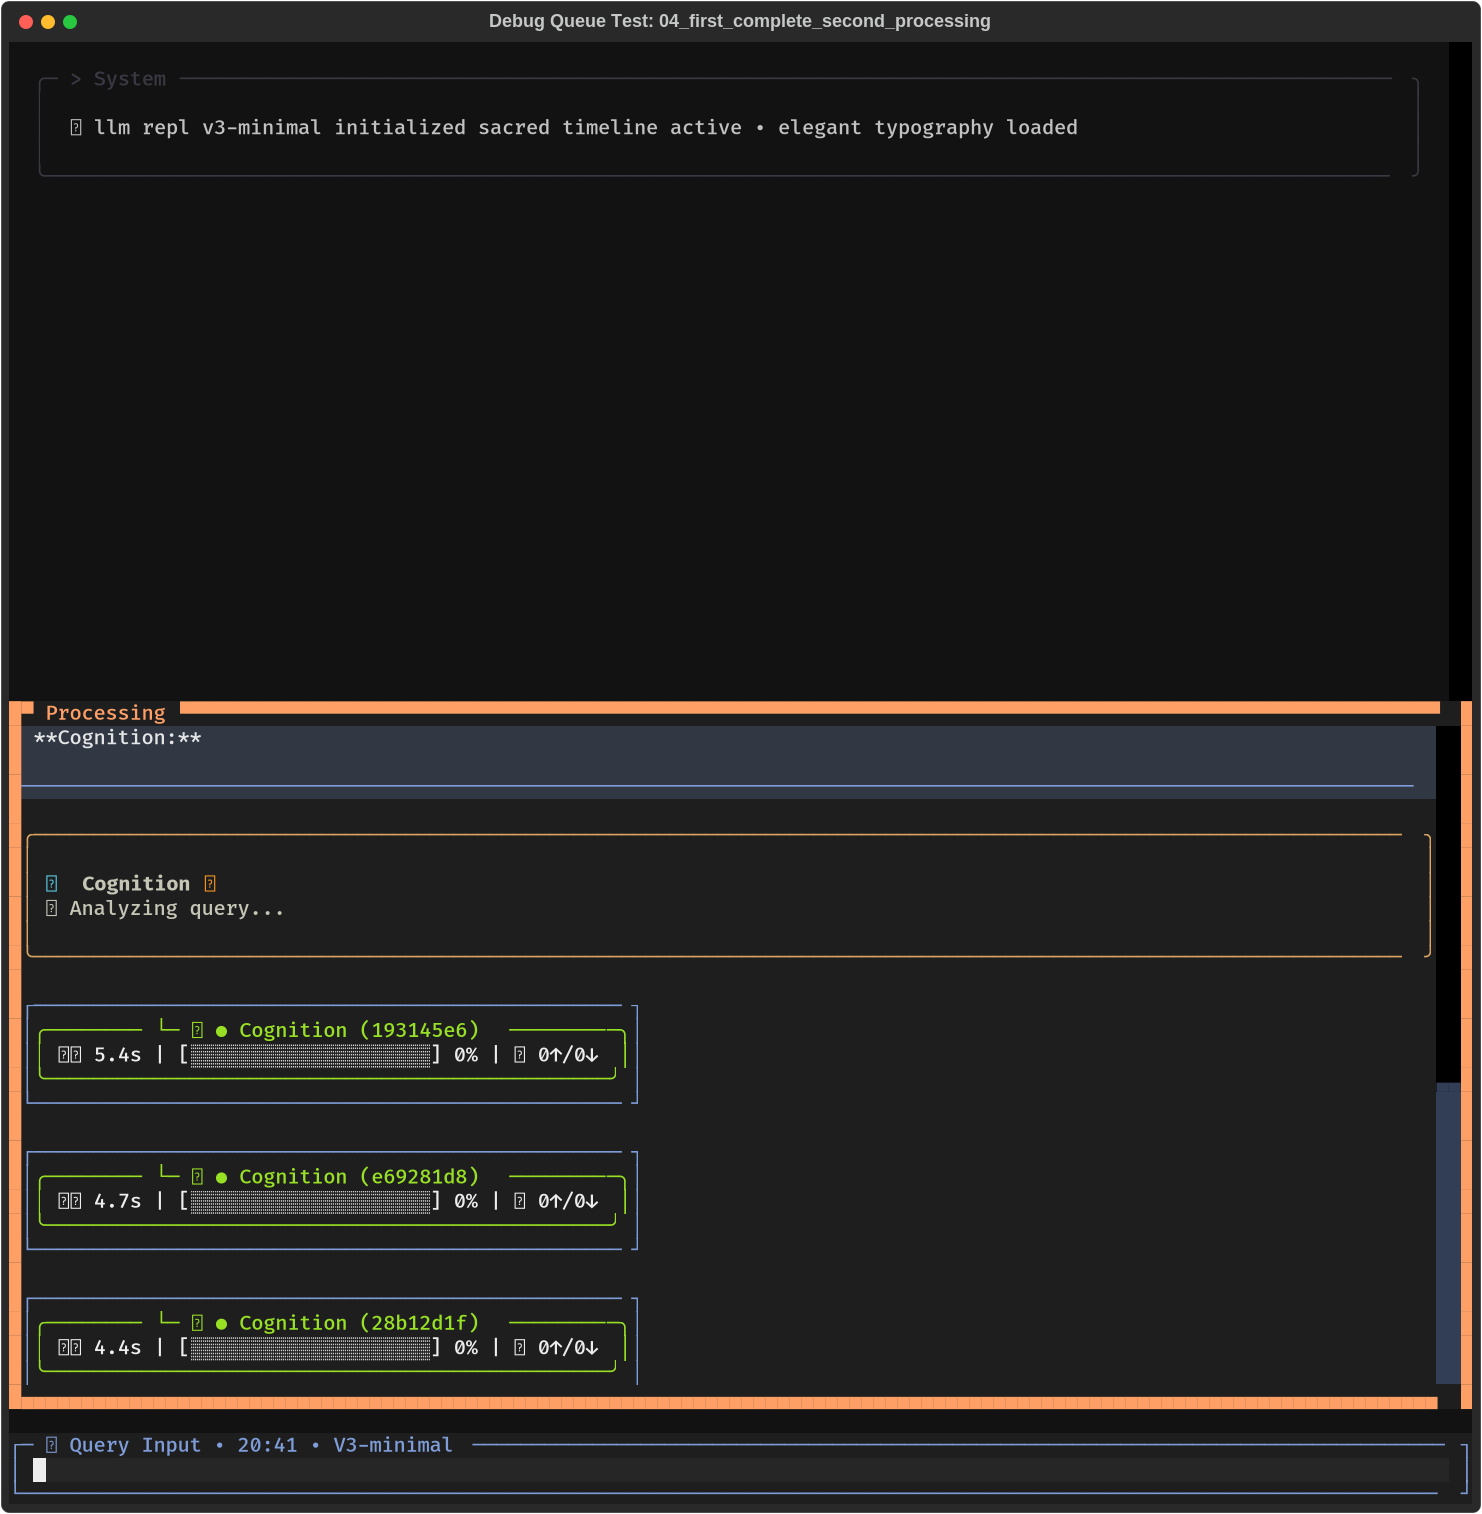 Debug Queue Test: 04_first_complete_second_processing
> System
llm repl v3-minimal initialized sacred timeline active • elegant typography loaded
Processing
**Cognition:**
Cognition
Analyzing query...
● Cognition (193145e6)
5.4s | [░░░░░░░░░░░░░░░░░░░░] 0% | 0↑/0↓
● Cognition (e69281d8)
4.7s | [░░░░░░░░░░░░░░░░░░░░] 0% | 0↑/0↓
● Cognition (28b12d1f)
4.4s | [░░░░░░░░░░░░░░░░░░░░] 0% | 0↑/0↓
Query Input • 20:41 • V3-minimal